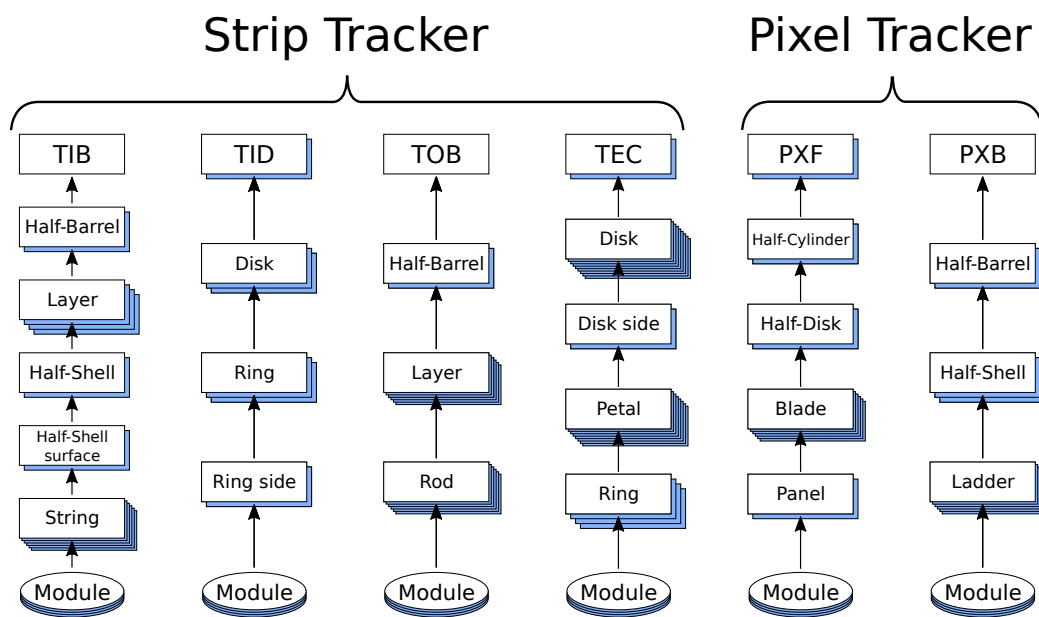 Strip Tracker
Pixel Tracker
TIB
Half-Barrel
Layer
Half-Shell
Half-Shell
surface
String
Module
TID
Disk
Ring
Ring side
Module
TOB
Half-Barrel
Layer
Rod
Module
TEC
Disk
Disk side
Petal
Ring
Module
PXF
Half-Cylinder
Half-Disk
Blade
Panel
Module
PXB
Half-Barrel
Half-Shell
Ladder
Module